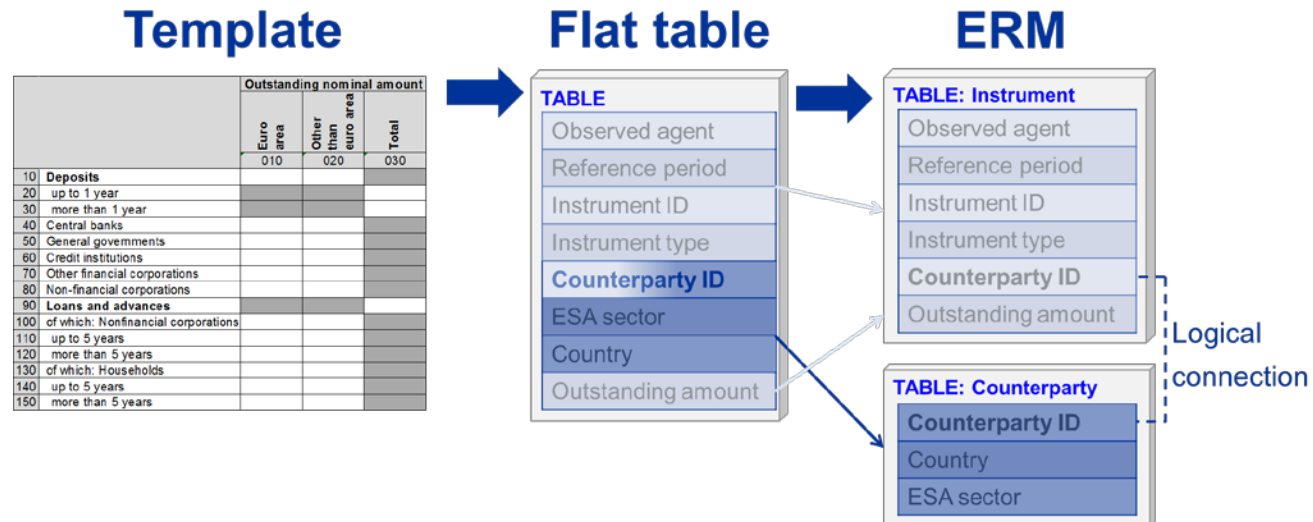 Template
Flat table
ERM
Outstanding nominal amount
Euro
area
Other
than
euro area
Total
010 020 030
10 Deposits
20 up to 1 year
30 more than 1 year
40 Central banks
50 General governments
60 Credit institutions
70 Other financial corporations
80 Non-financial corporations
90 Loans and advances
100 of which: Nonfinancial corporations
110 up to 5 years
120 more than 5 years
130 of which: Households
140 up to 5 years
150 more than 5 years
TABLE
Observed agent
Reference period
Instrument ID
Instrument type
Counterparty ID
ESA sector
Country
Outstanding amount
TABLE: Instrument
Observed agent
Reference period
Instrument ID
Instrument type
Counterparty ID
Outstanding amount
Logical
connection
TABLE: Counterparty
Counterparty ID
Country
ESA sector